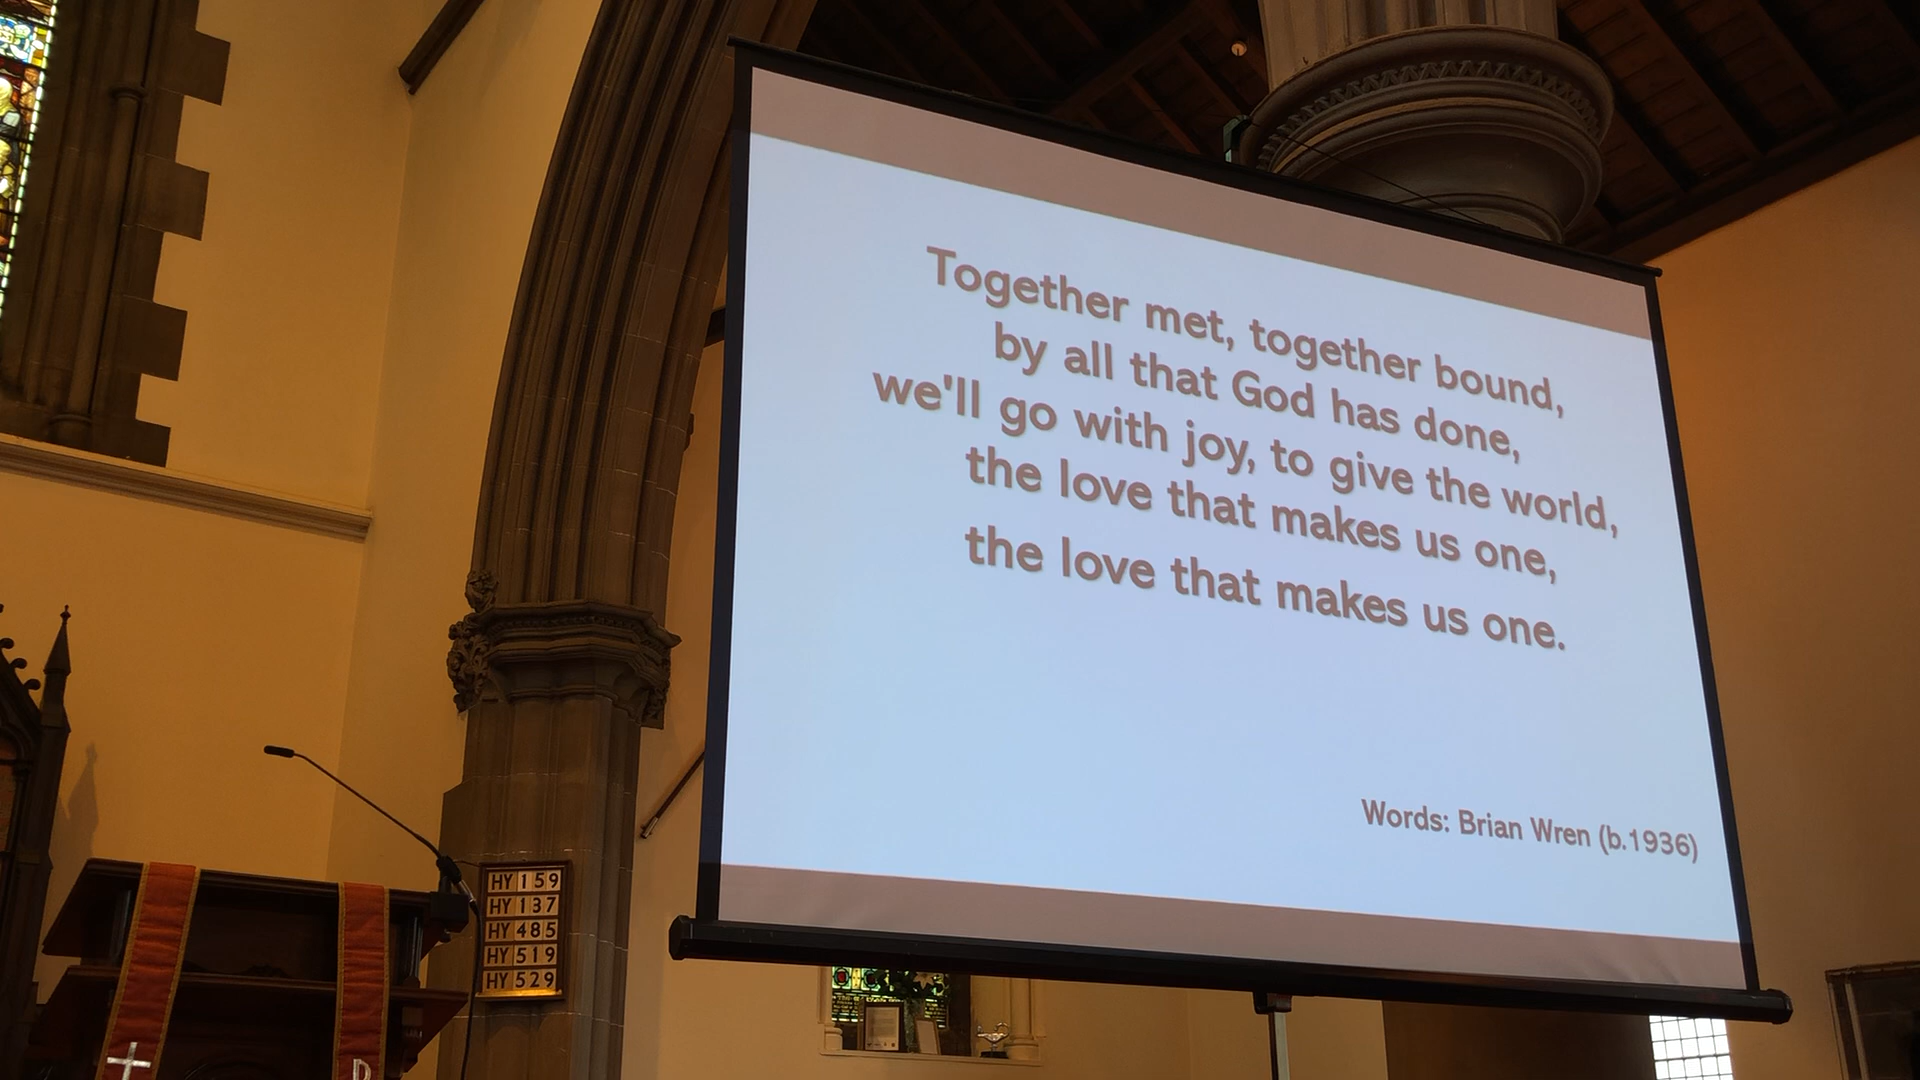 Together met, together bound,
by all that God has done,
we'll go with joy, to give the world,
the love that makes us one,
the love that makes us one.
Words: Brian Wren (b.1936)
HY 159
HY 137
HY 485
HY 519
HY 529